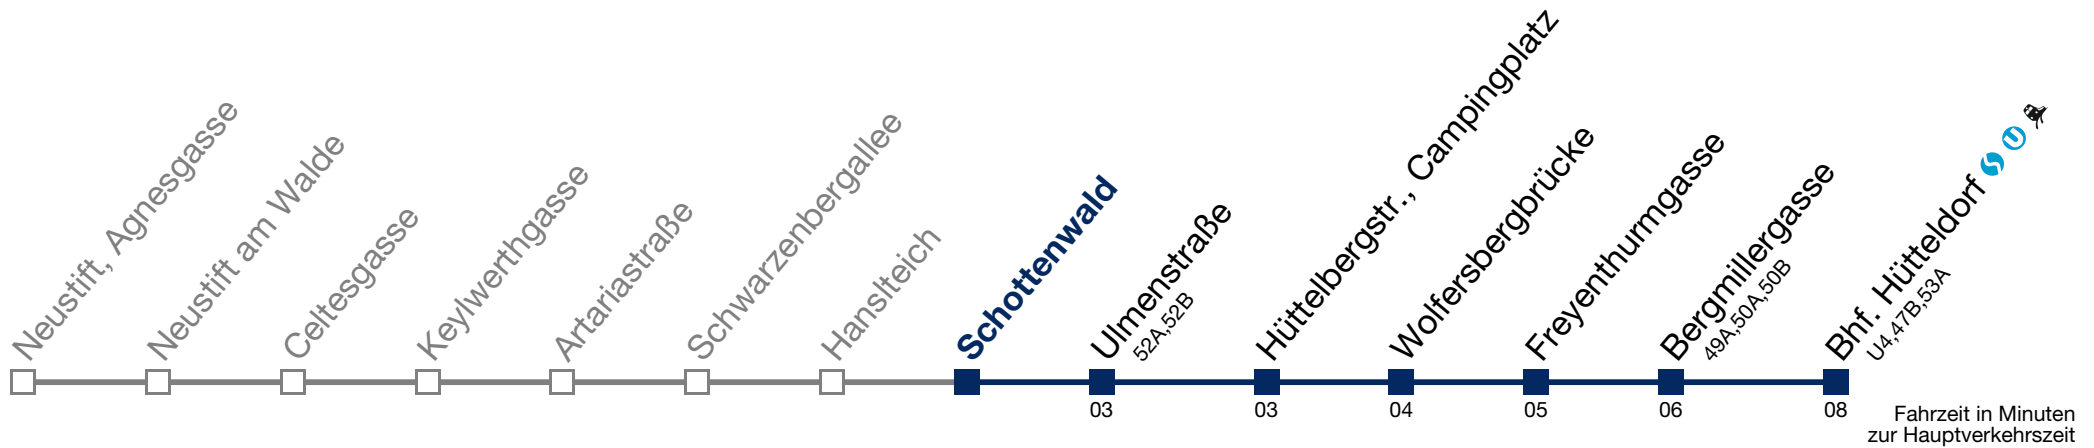 Neustift, Agnesgasse
Neustift am Walde
Celtesgasse
Keylwerthgasse
Artariastraße
Schwarzenbergallee
Hanslteich
Schottenwald
Ulmenstraße
52A,52B
Hüttelbergstr., Campingplatz
Wolfersbergbrücke
Freyenthurmgasse
Bergmillergasse
49A,50A,50B
Bhf. Hütteldorf S U
U4,47B,53A
03
03
04
05
06
08
Fahrzeit in Minuten
zur Hauptverkehrszeit